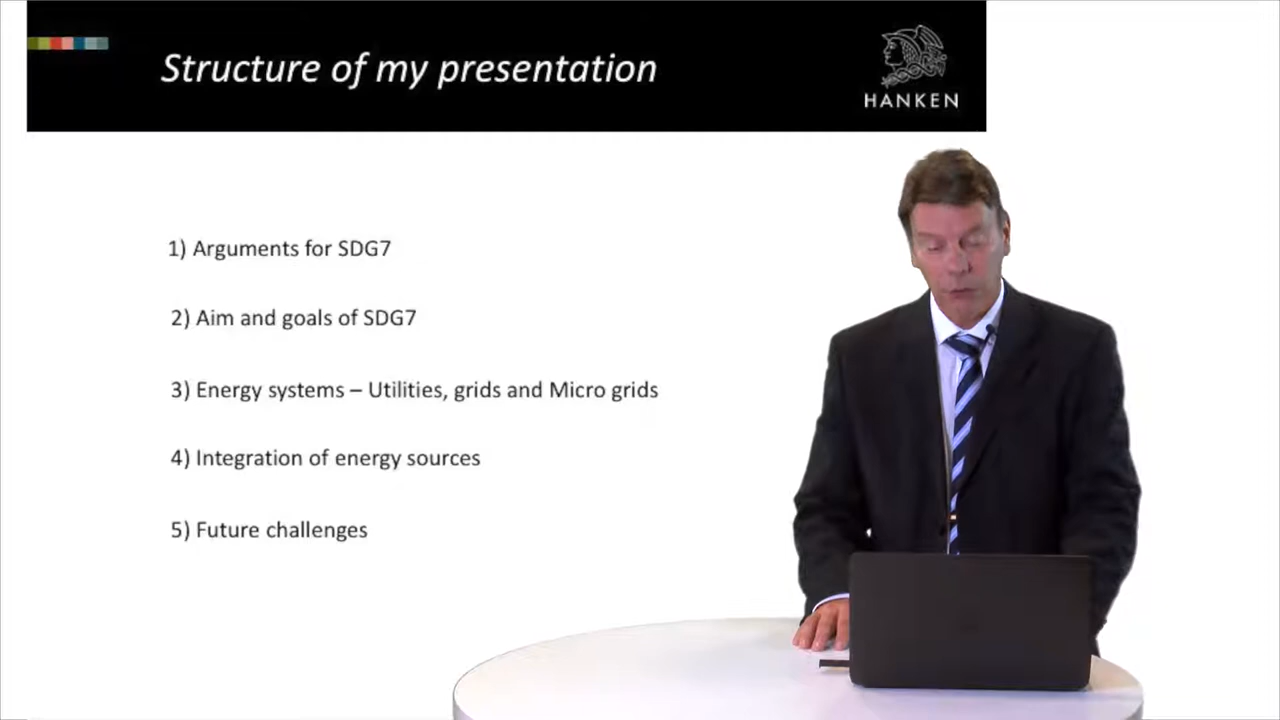 Structure of my presentation
HANKEN
1) Arguments for SDG7
2) Aim and goals of SDG7
3) Energy systems – Utilities, grids and Micro grids
4) Integration of energy sources
5) Future challenges